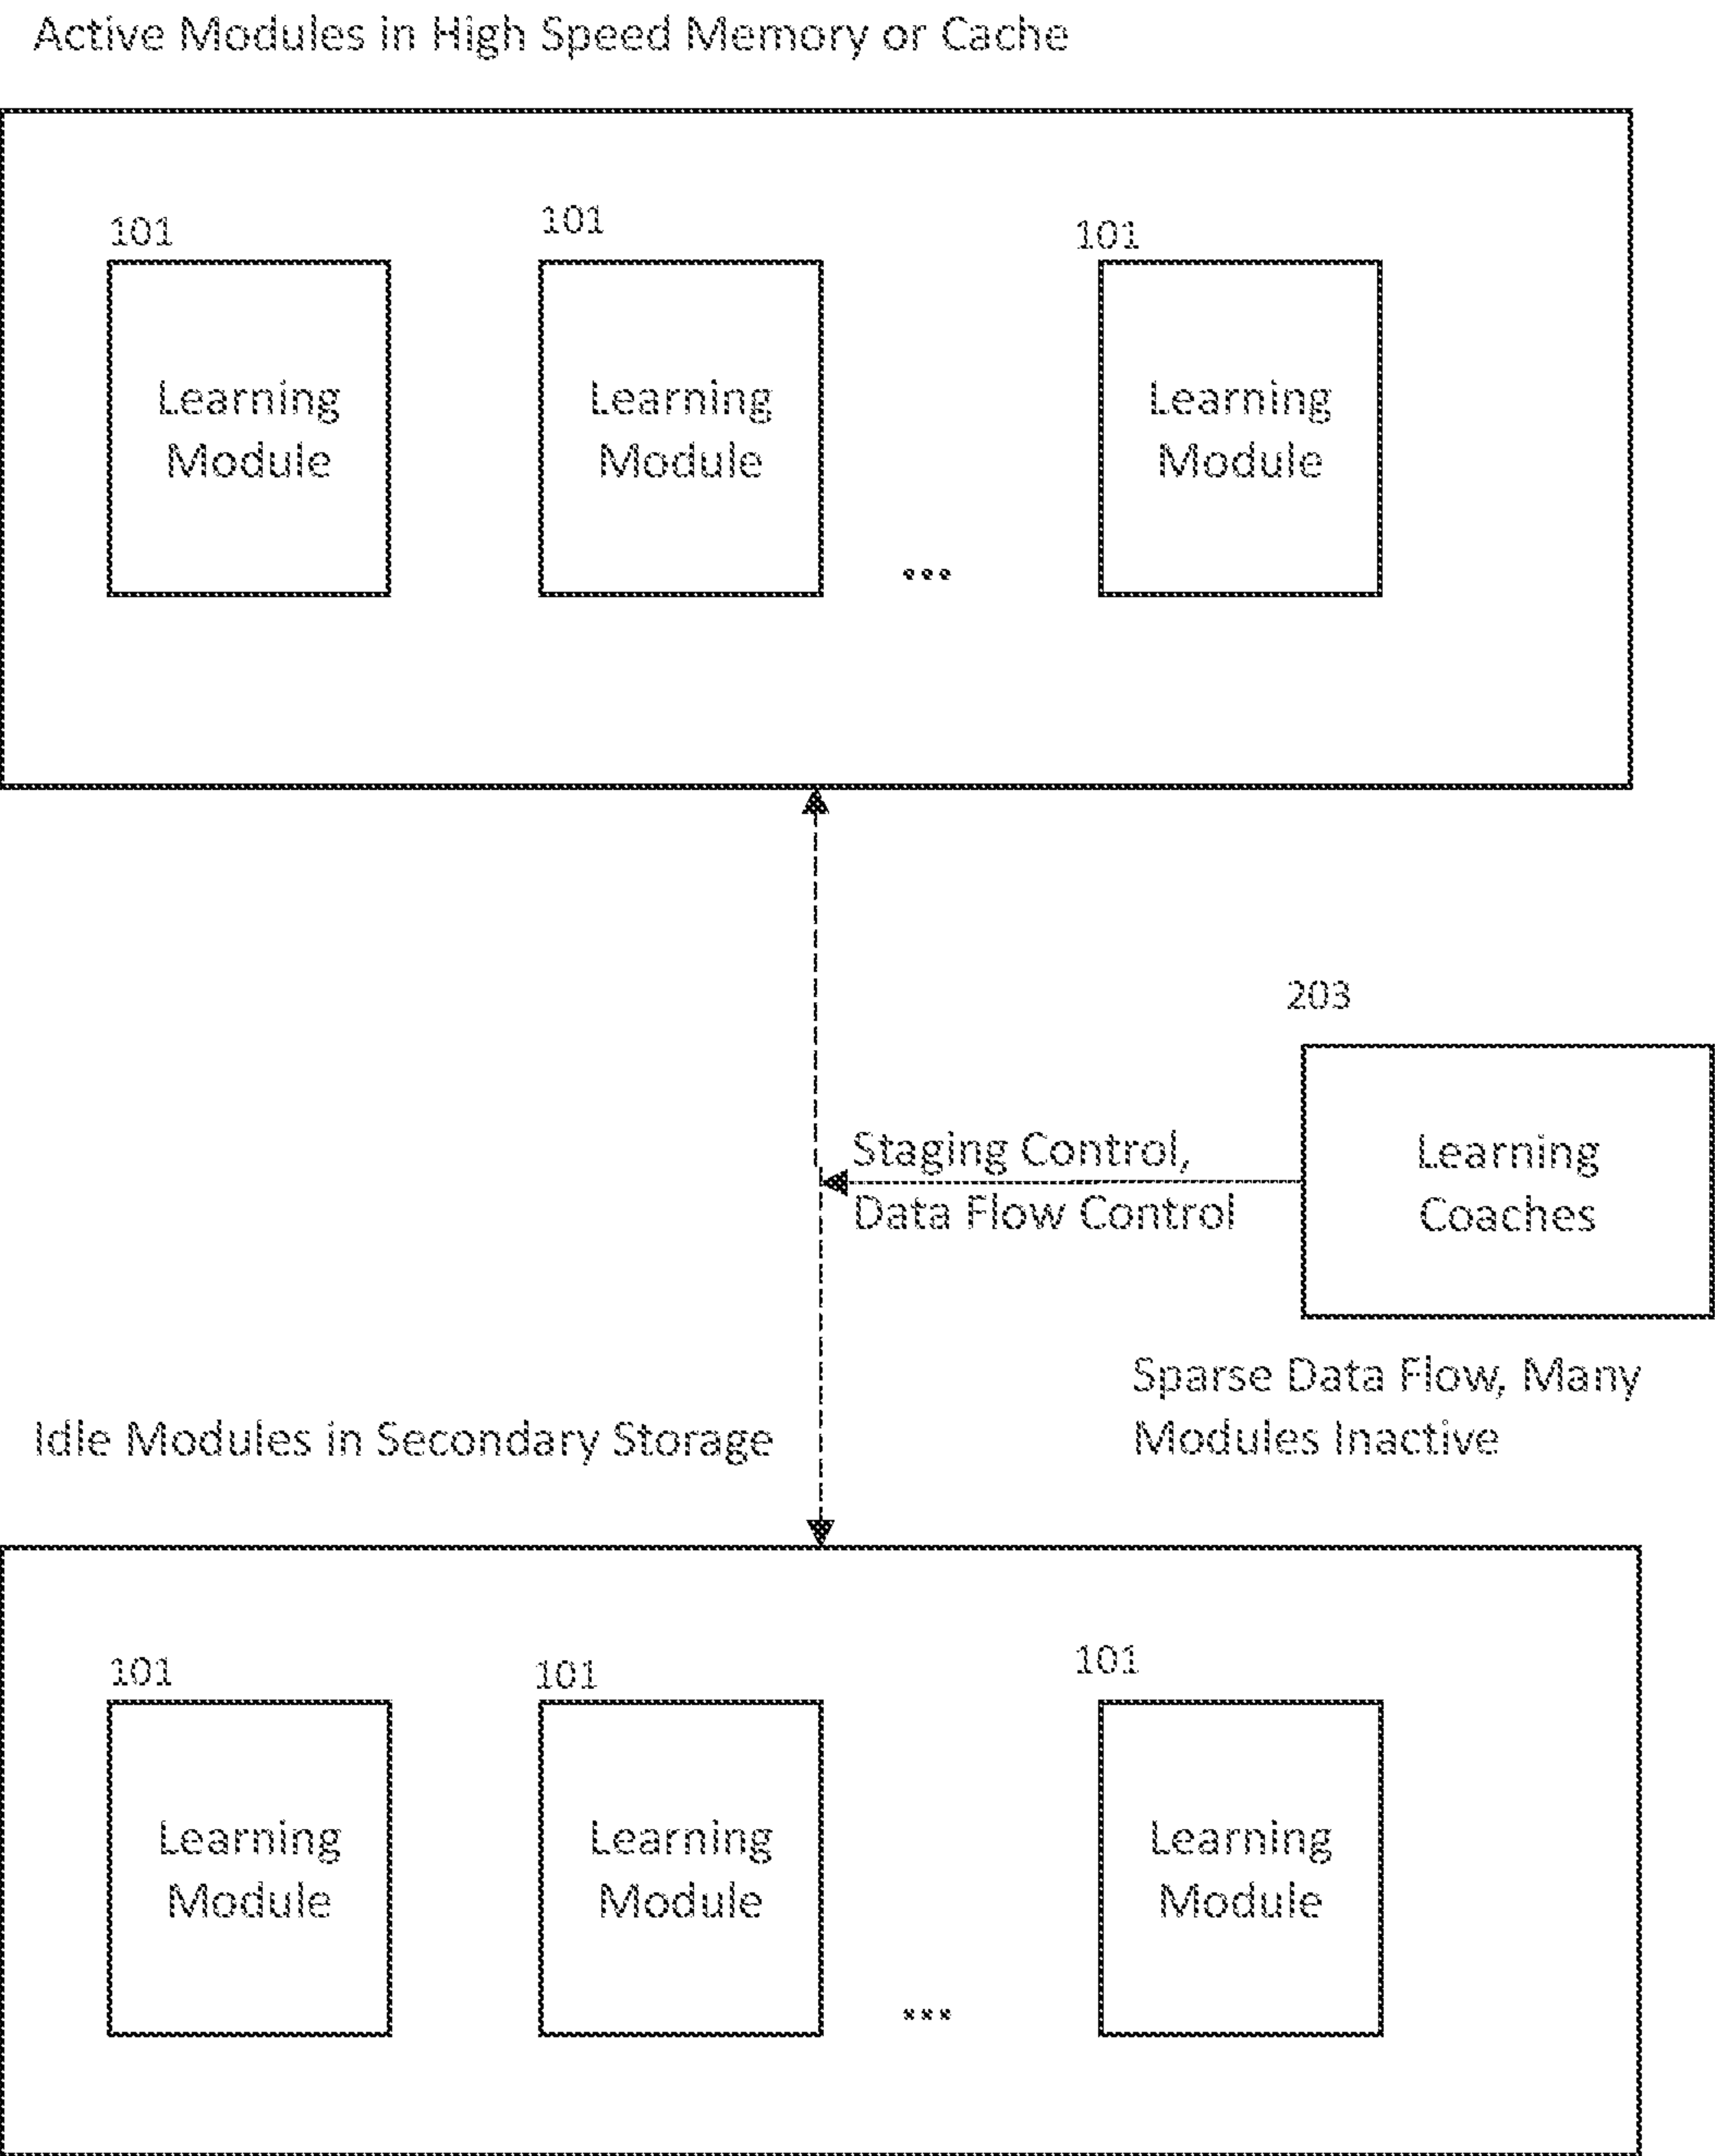 Active Modules in High Speed Memory or Cache
101
101
101
Learning
Module
Learning
Module
Learning
Module
...
203
Staging Control,
Data Flow Control
Learning
Coaches
Sparse Data Flow, Many
Modules Inactive
Idle Modules in Secondary Storage
101
101
101
Learning
Module
Learning
Module
Learning
Module
...